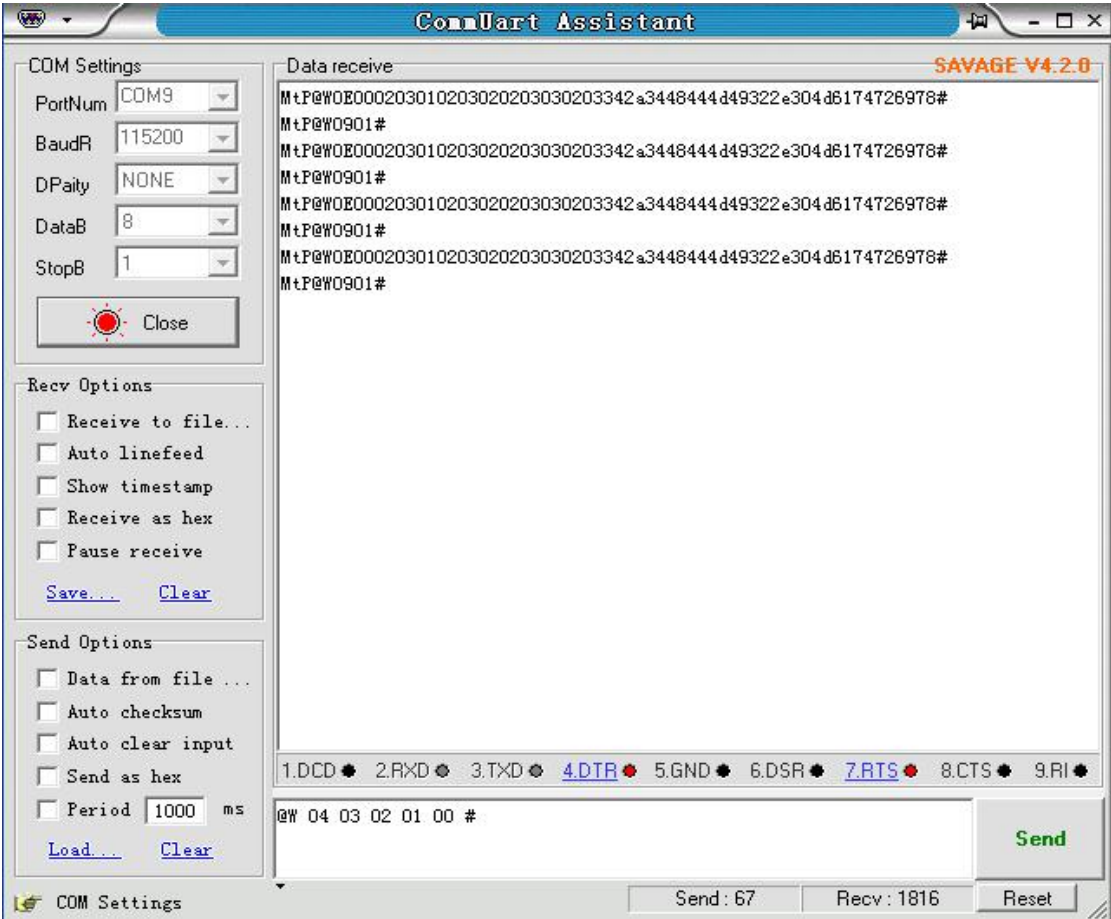 CommUart Assistant
COM Settings
PortNum COM9
BaudR 115200
DPaity NONE
DataB 8
StopB 1
Close
Recv Options
Receive to file...
Auto linefeed
Show timestamp
Receive as hex
Pause receive
Save... Clear
Send Options
Data from file ...
Auto checksum
Auto clear input
Send as hex
Period 1000 ms
Load... Clear
COM Settings
Data receive SAVAGE V4.2.0
MtP@W0E000203010203020203030203342a3448444d49322e304d6174726978#
MtP@W0901#
MtP@W0E000203010203020203030203342a3448444d49322e304d6174726978#
MtP@W0901#
MtP@W0E000203010203020203030203342a3448444d49322e304d6174726978#
MtP@W0901#
MtP@W0E000203010203020203030203342a3448444d49322e304d6174726978#
MtP@W0901#
1.DCD 2.RXD 3.TXD 4.DTR 5.GND 6.DSR 7.RTS 8.CTS 9.RI
@W 04 03 02 01 00 #
Send
Send : 67 Recv : 1816 Reset